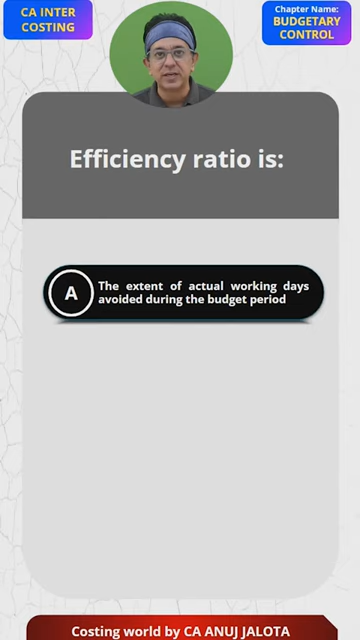 CA INTER
COSTING
Chapter Name:
BUDGETARY
CONTROL
Efficiency ratio is:
A
The extent of actual working days
avoided during the budget period
Costing world by CA ANUJ JALOTA